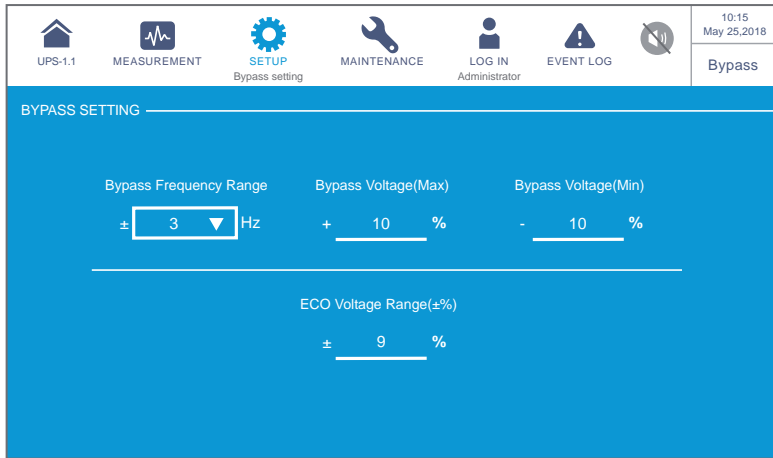 10:15
May 25,2018
UPS-1.1 MEASUREMENT SETUP MAINTENANCE LOG IN EVENT LOG
Bypass setting Administrator
Bypass
BYPASS SETTING
Bypass Frequency Range Bypass Voltage(Max) Bypass Voltage(Min)
± 3 Hz + 10 % - 10 %
ECO Voltage Range(±%)
± 9 %